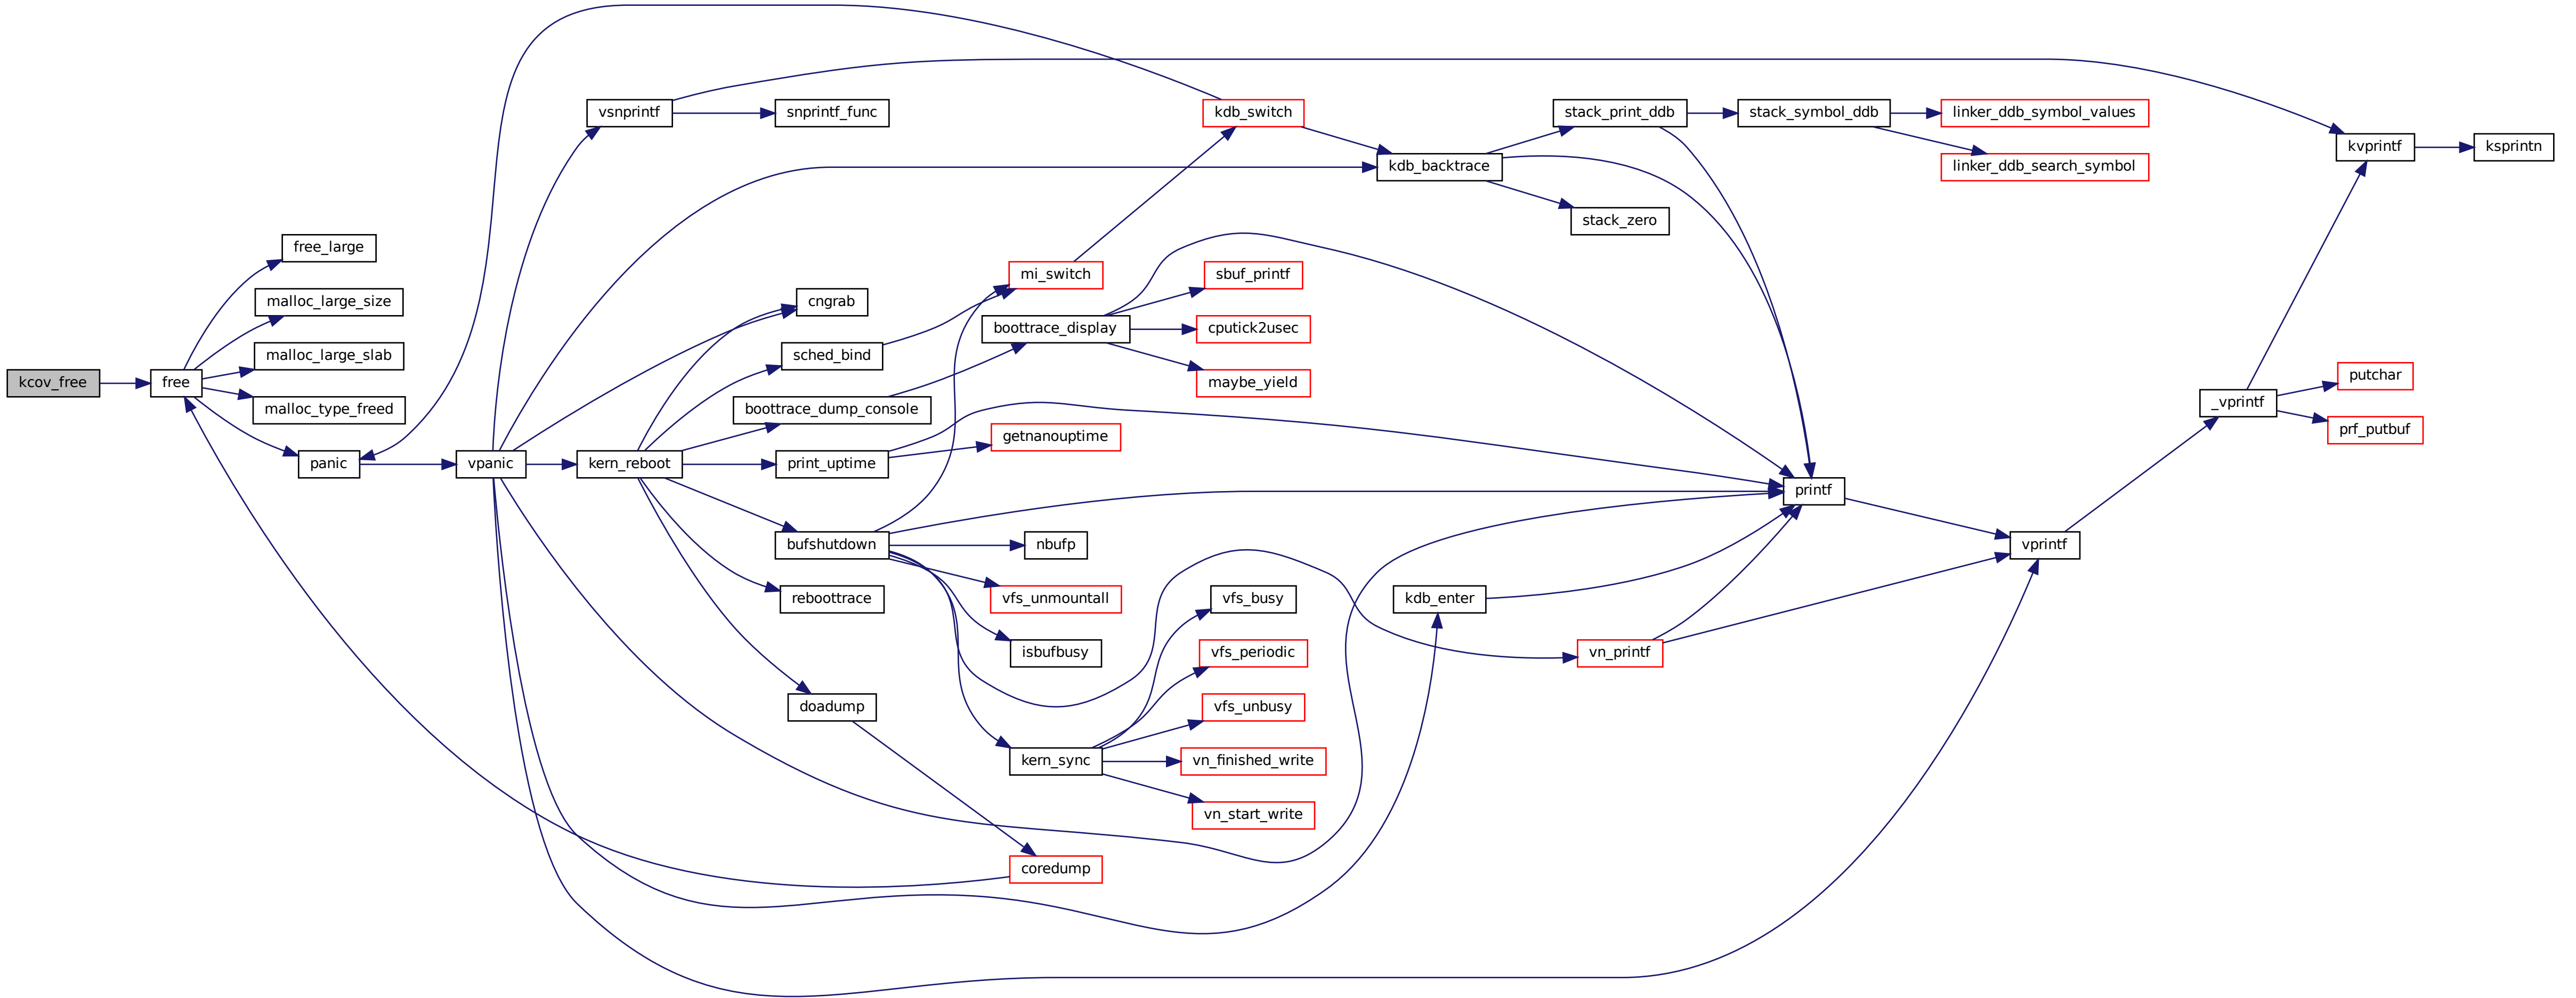 kcov_free
free
free_large
malloc_large_size
malloc_large_slab
malloc_type_freed
panic
vpanic
vsnprintf
snprintf_func
kern_reboot
cngrab
sched_bind
boottrace_dump_console
print_uptime
bufshutdown
reboottrace
doadump
mi_switch
boottrace_display
getnanouptime
nbufp
vfs_unmountall
isbufbusy
kern_sync
coredump
kdb_switch
sbuf_printf
cputick2usec
maybe_yield
vfs_busy
vfs_periodic
vfs_unbusy
vn_finished_write
vn_start_write
kdb_backtrace
kdb_enter
stack_print_ddb
stack_zero
vn_printf
stack_symbol_ddb
printf
linker_ddb_symbol_values
linker_ddb_search_symbol
vprintf
_vprintf
kvprintf
putchar
prf_putbuf
ksprintn